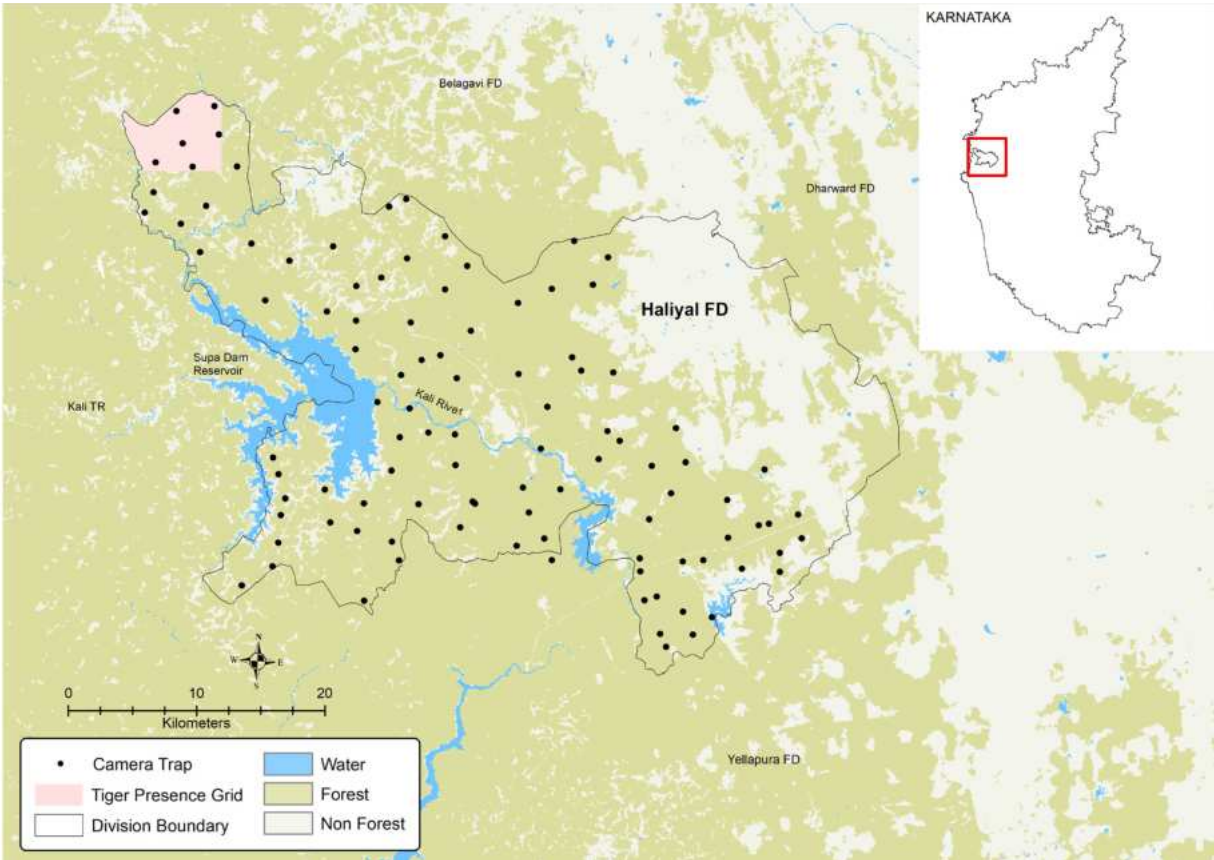 KARNATAKA
Belagavi FD
Dharward FD
Haliyal FD
Supa Dam
Reservoir
Kali TR
Kali River
N
W E
S
0 10 20
Kilometers
Yellapura FD
Camera Trap
Tiger Presence Grid
Division Boundary
Water
Forest
Non Forest